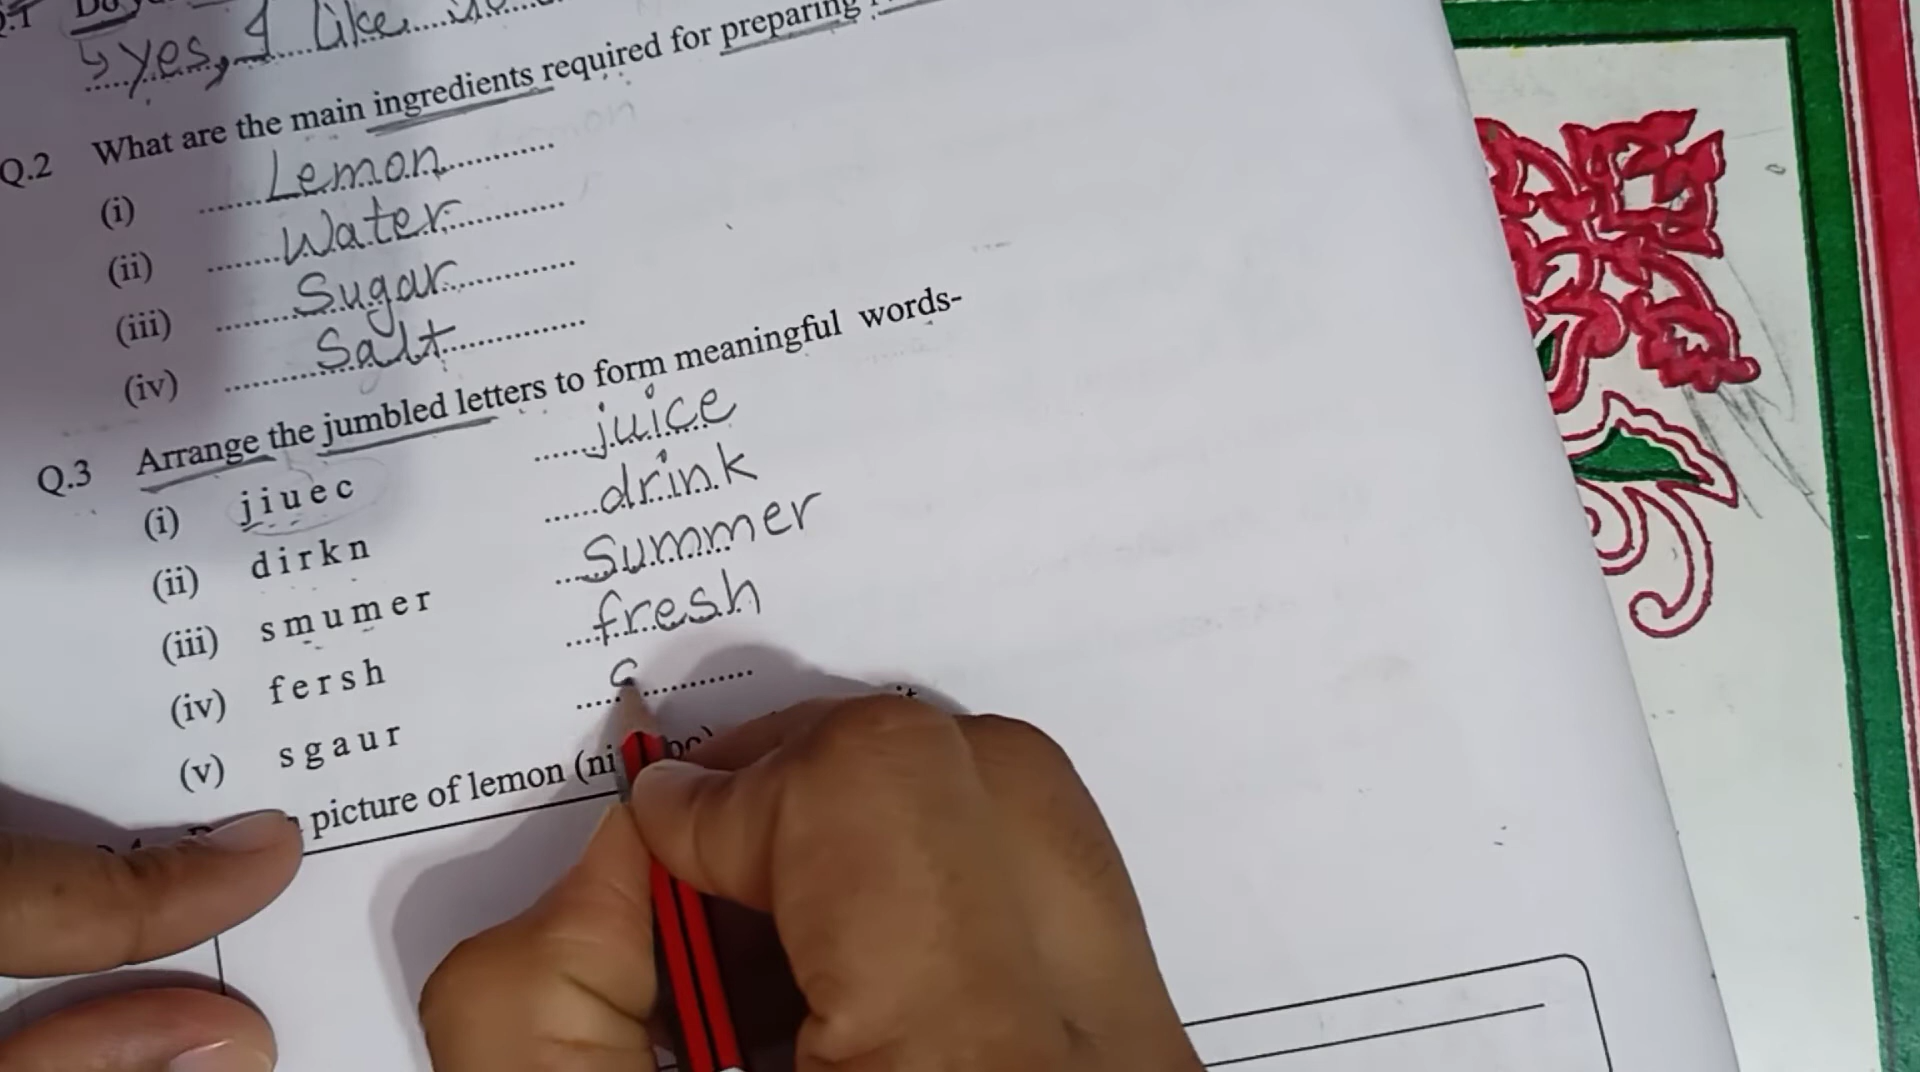 yes, I like
Q.2 What are the main ingredients required for preparing
(i) Lemon
(ii) Water
(iii) Sugar
(iv) Salt
Q.3 Arrange the jumbled letters to form meaningful words-
(i) j i u e c juice
(ii) d i r k n drink
(iii) s m u m e r Summer
(iv) f e r s h fresh
(v) s g a u r
picture of lemon